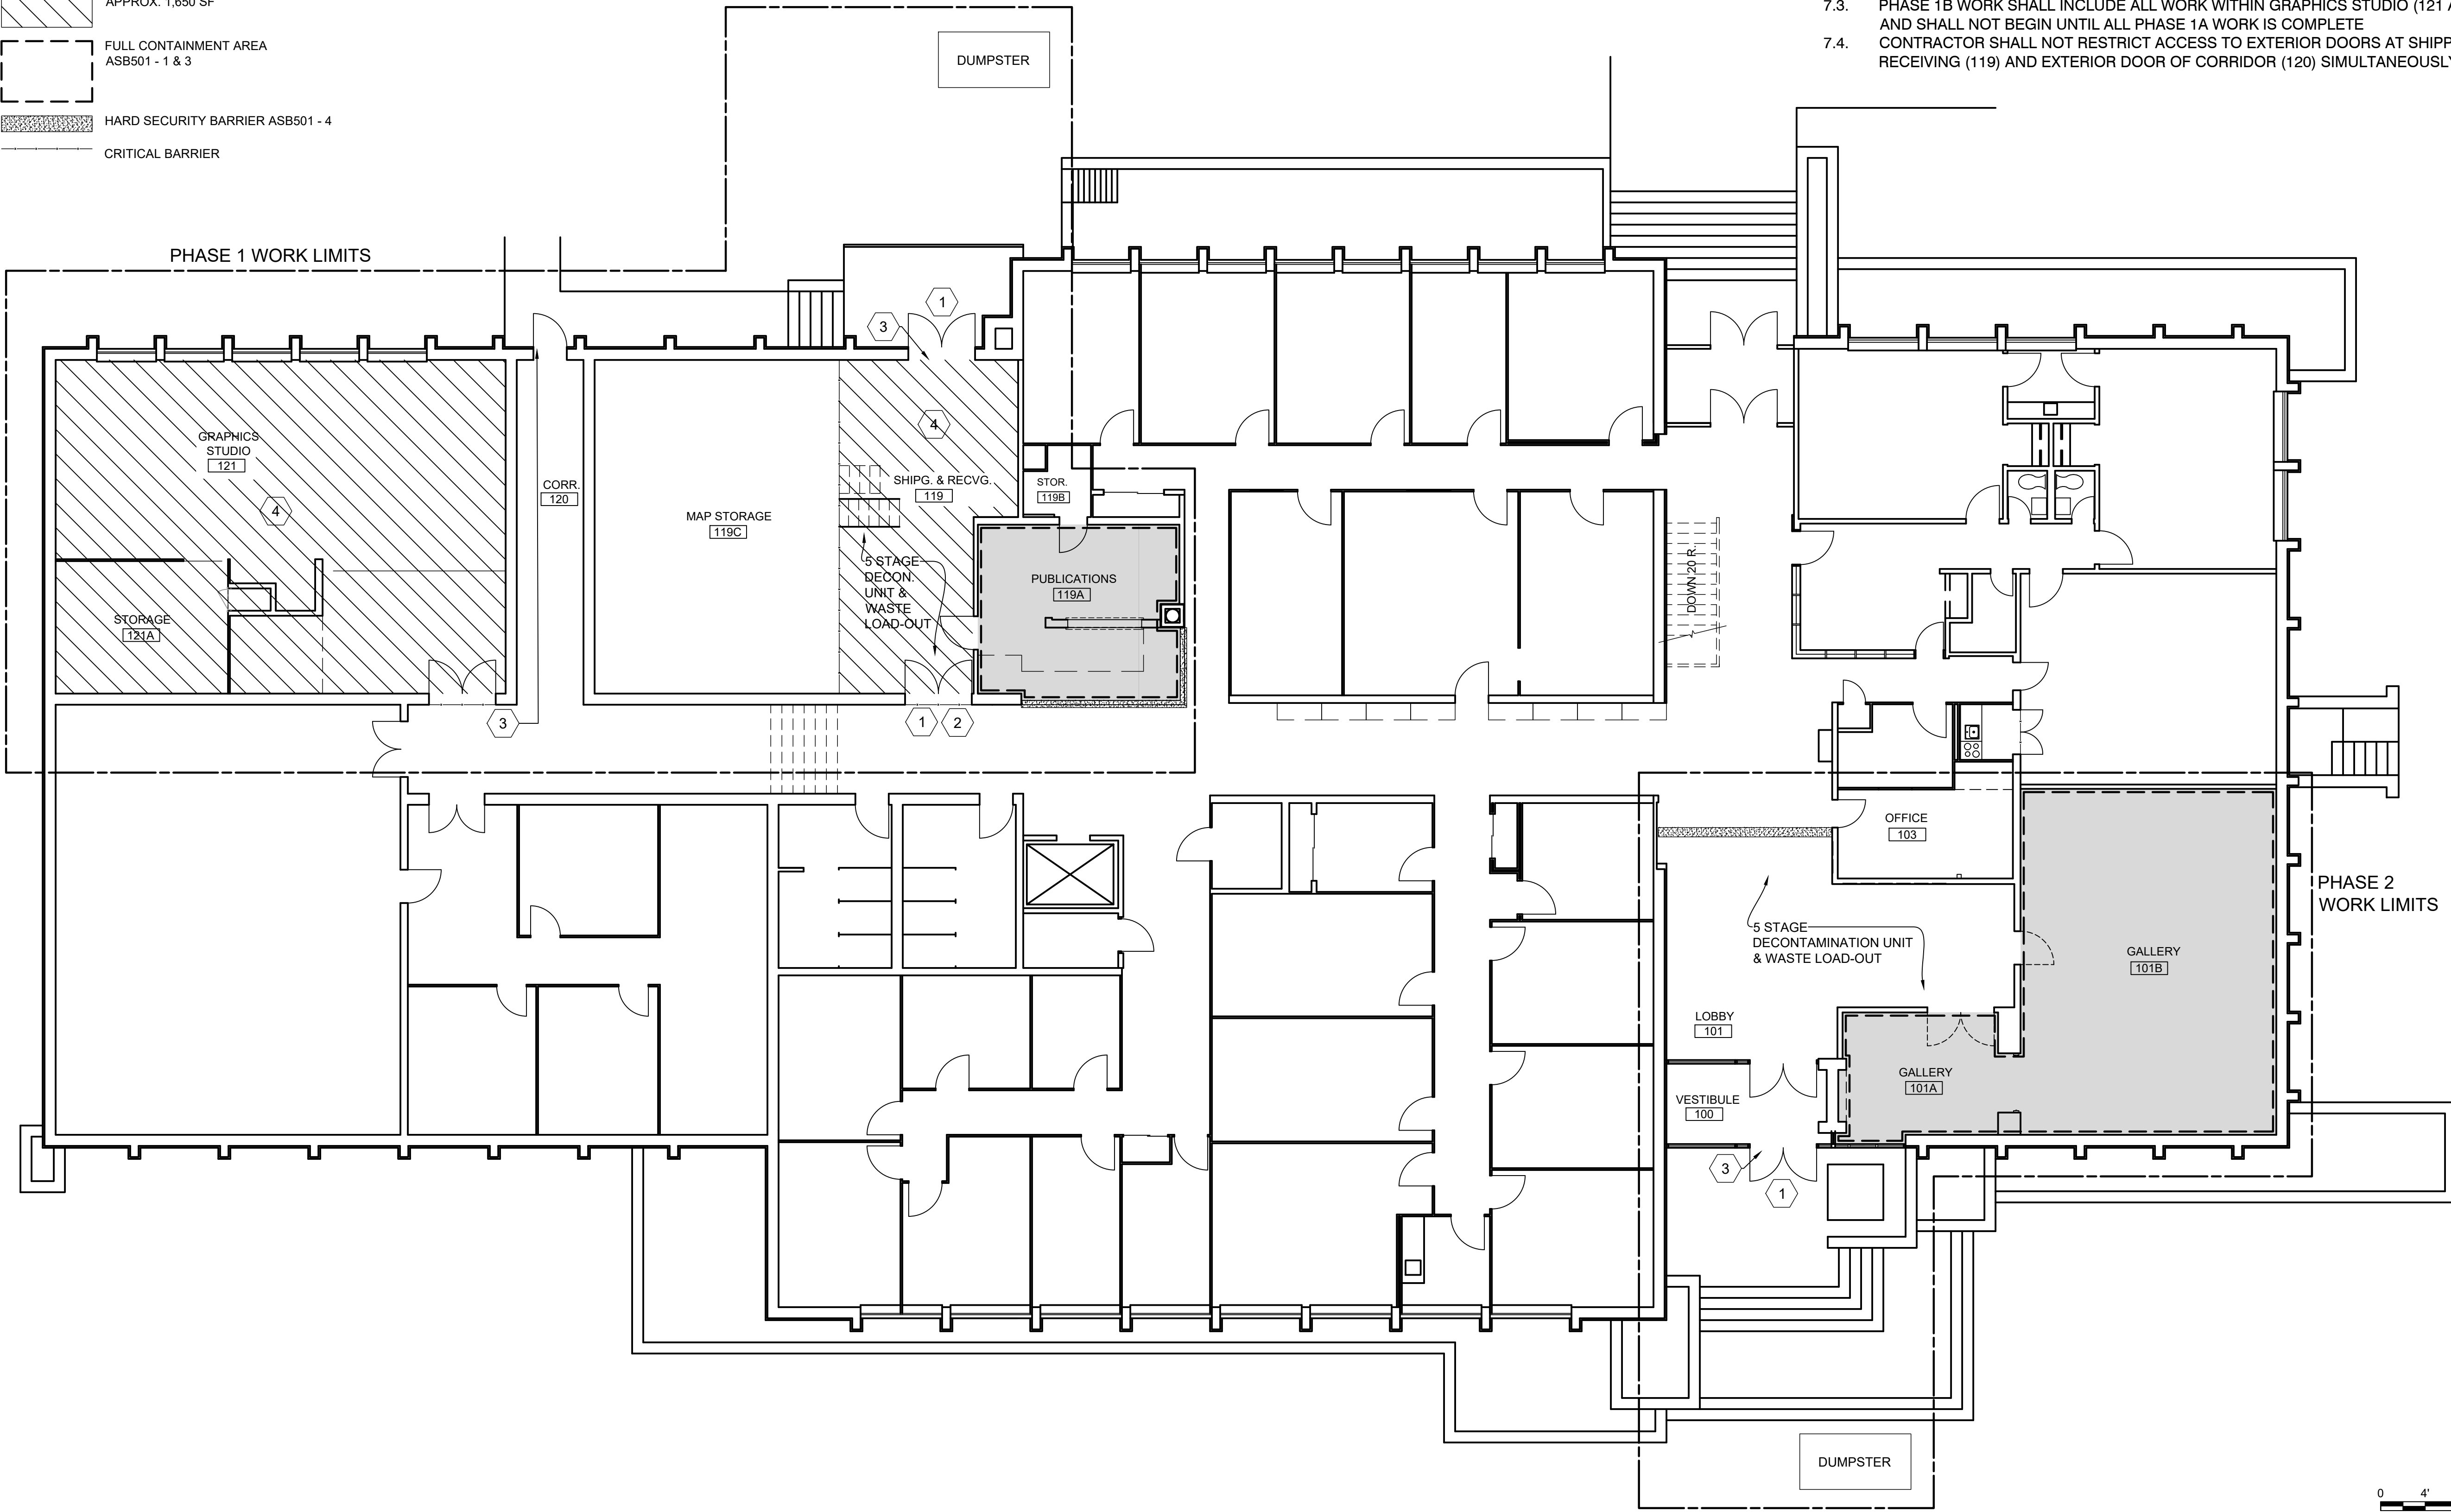 APPROX. 1,650 SF
FULL CONTAINMENT AREA
ASB501 - 1 & 3
HARD SECURITY BARRIER ASB501 - 4
CRITICAL BARRIER
7.3. PHASE 1B WORK SHALL INCLUDE ALL WORK WITHIN GRAPHICS STUDIO (121
AND SHALL NOT BEGIN UNTIL ALL PHASE 1A WORK IS COMPLETE
7.4. CONTRACTOR SHALL NOT RESTRICT ACCESS TO EXTERIOR DOORS AT SHIPP
RECEIVING (119) AND EXTERIOR DOOR OF CORRIDOR (120) SIMULTANEOUSLY
DUMPSTER
PHASE 1 WORK LIMITS
1
3
4
GRAPHICS
STUDIO
121
4
CORR.
120
MAP STORAGE
119C
SHIPG. & RECVG.
119
STOR.
119B
5 STAGE
DECON.
UNIT &
WASTE
LOAD-OUT
PUBLICATIONS
119A
STORAGE
121A
3
1
2
DOWN 20 R.
OFFICE
103
PHASE 2
WORK LIMITS
5 STAGE
DECONTAMINATION UNIT
& WASTE LOAD-OUT
GALLERY
101B
LOBBY
101
GALLERY
101A
VESTIBULE
100
3
1
DUMPSTER
0 4'